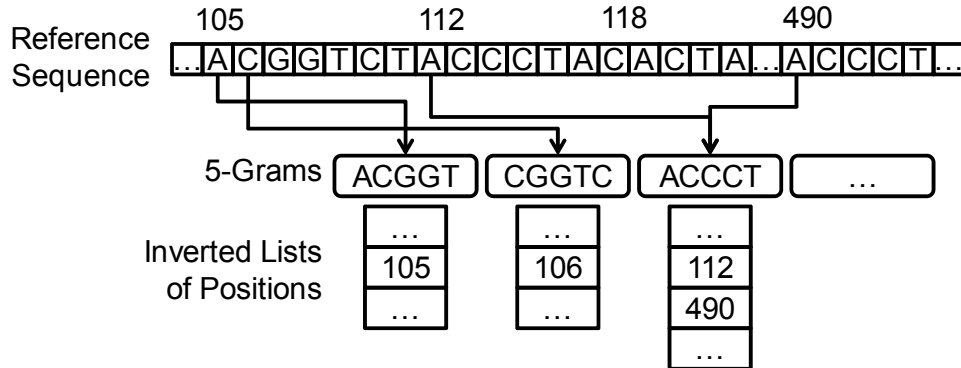 105 112 118 490
Reference
Sequence
…ACGGTCTACCCTACACTA…ACCCT…
5-Grams ACGGT CGGTC ACCCT …
Inverted Lists
of Positions
… … …
105 106 112
… … 490
…